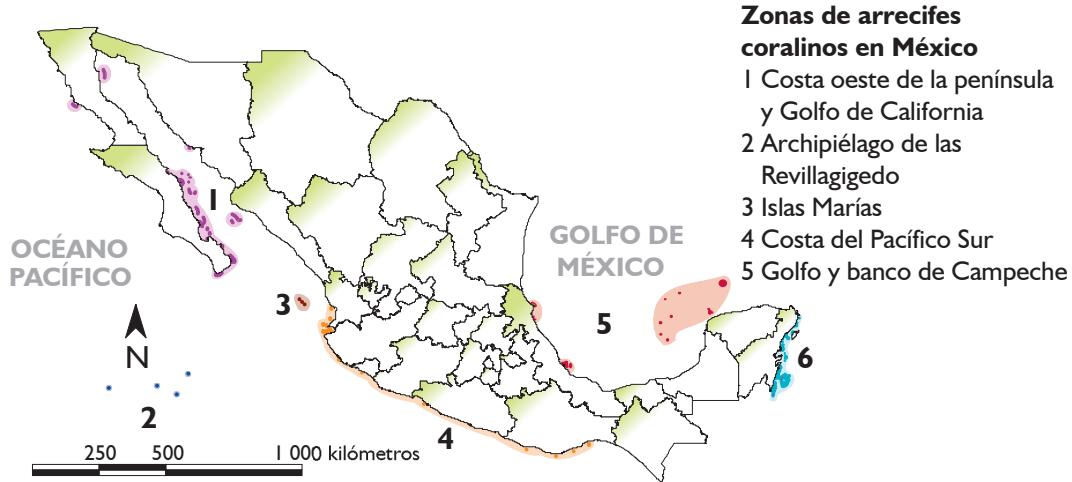 Zonas de arrecifes
coralinos en México
1 Costa oeste de la península
y Golfo de California
2 Archipiélago de las
Revillagigedo
3 Islas Marías
4 Costa del Pacífico Sur
5 Golfo y banco de Campeche
1
OCÉANO
PACÍFICO
GOLFO DE
MÉXICO
3
5
6
N
2
4
250 500 1 000 kilómetros